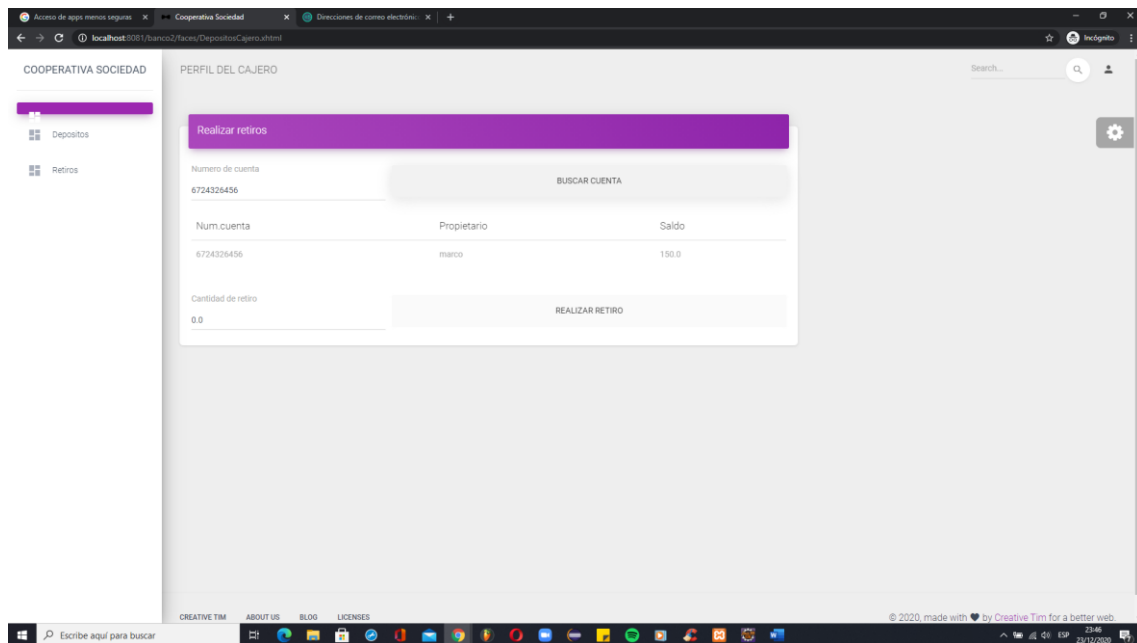 Acceso de apps menos seguras
Cooperativa Sociedad
Direcciones de correo electrónic
localhost:8081/banco2/faces/DepositosCajero.xhtml
Incógnito
COOPERATIVA SOCIEDAD
PERFIL DEL CAJERO
Search...
Depositos
Retiros
Realizar retiros
Numero de cuenta
6724326456
BUSCAR CUENTA
Num.cuenta Propietario Saldo
6724326456 marco 150.0
Cantidad de retiro
0.0
REALIZAR RETIRO
CREATIVE TIM ABOUT US BLOG LICENSES
© 2020, made with by Creative Tim for a better web.
Escribe aquí para buscar
ESP
23:46
23/12/2020